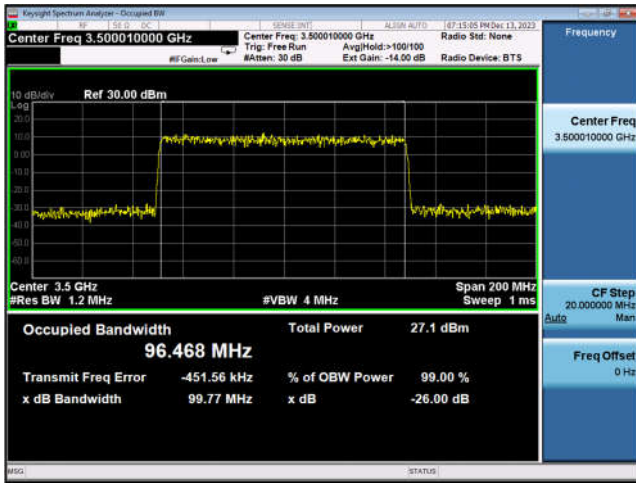 Keysight Spectrum Analyzer - Occupied BW
RF 50 Ω DC SENSE:INT ALIGN AUTO 07:15:05 PM Dec 13, 2023
Center Freq 3.500010000 GHz
Center Freq: 3.500010000 GHz
Radio Std: None
Trig: Free Run Avg|Hold:>100/100
#IFGain:Low #Atten: 30 dB Ext Gain: -14.00 dB Radio Device: BTS
Frequency
10 dB/div Ref 30.00 dBm
Log
20.0
10.0
0.00
-10.0
-20.0
-30.0
-40.0
-50.0
-60.0
Center 3.5 GHz Span 200 MHz
#Res BW 1.2 MHz #VBW 4 MHz Sweep 1 ms
Center Freq
3.500010000 GHz
CF Step
20.000000 MHz
Auto Man
Freq Offset
0 Hz
Occupied Bandwidth Total Power 27.1 dBm
96.468 MHz
Transmit Freq Error -451.56 kHz % of OBW Power 99.00 %
x dB Bandwidth 99.77 MHz x dB -26.00 dB
MSG STATUS